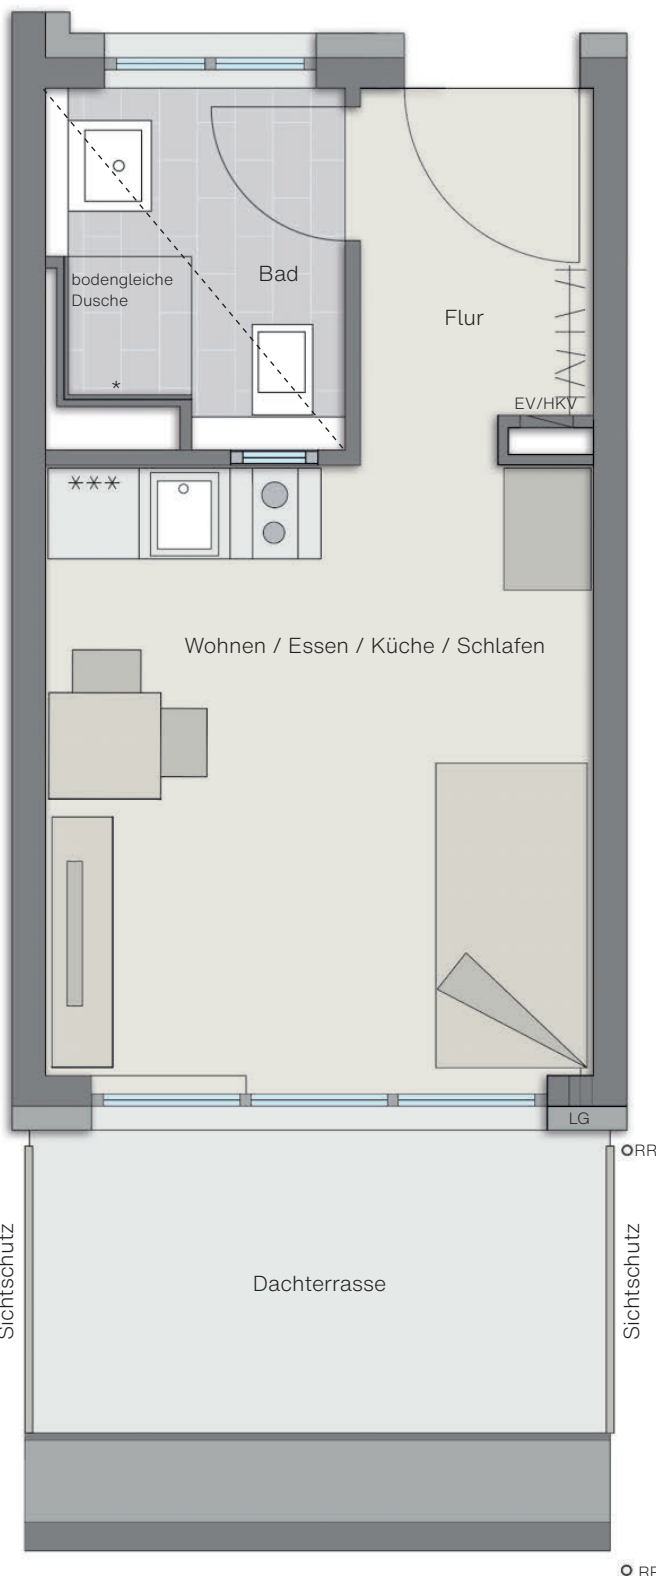 bodengleiche
Dusche
*
Bad
Flur
EV/HKV
***
Wohnen / Essen / Küche / Schlafen
LG
RR
Sichtschutz
Dachterrasse
Sichtschutz